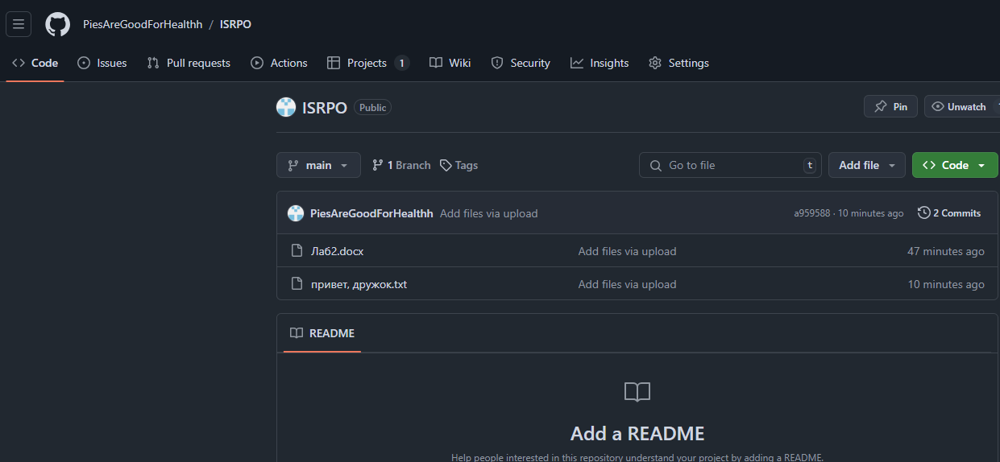 PiesAreGoodForHealthh / ISRPO
Code Issues Pull requests Actions Projects 1 Wiki Security Insights Settings
ISRPO Public Pin Unwatch
main 1 Branch Tags Go to file t Add file Code
PiesAreGoodForHealthh Add files via upload a959588 · 10 minutes ago 2 Commits
Лаб2.docx Add files via upload 47 minutes ago
привет, дружок.txt Add files via upload 10 minutes ago
README
Add a README
Help people interested in this repository understand your project by adding a README.